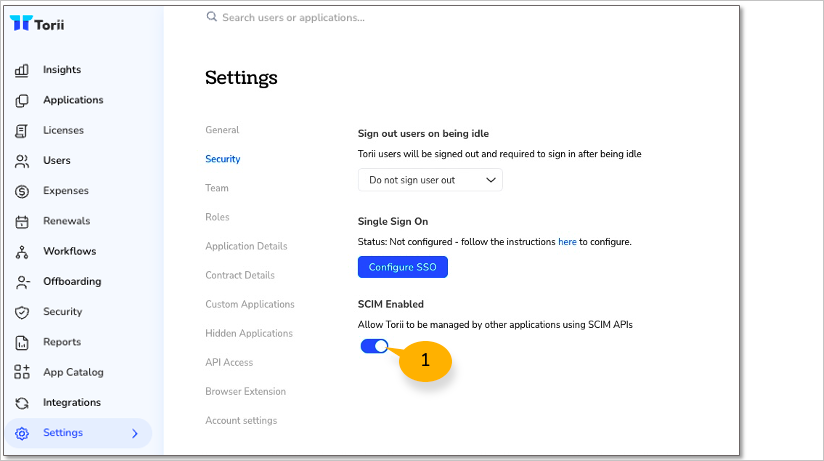 Torii
Search users or applications...
Insights
Applications
Licenses
Users
Expenses
Renewals
Workflows
Offboarding
Security
Reports
App Catalog
Integrations
Settings
Settings
General
Security
Team
Roles
Application Details
Contract Details
Custom Applications
Hidden Applications
API Access
Browser Extension
Account settings
Sign out users on being idle
Torii users will be signed out and required to sign in after being idle
Do not sign user out
Single Sign On
Status: Not configured - follow the instructions here to configure.
Configure SSO
SCIM Enabled
Allow Torii to be managed by other applications using SCIM APIs
1